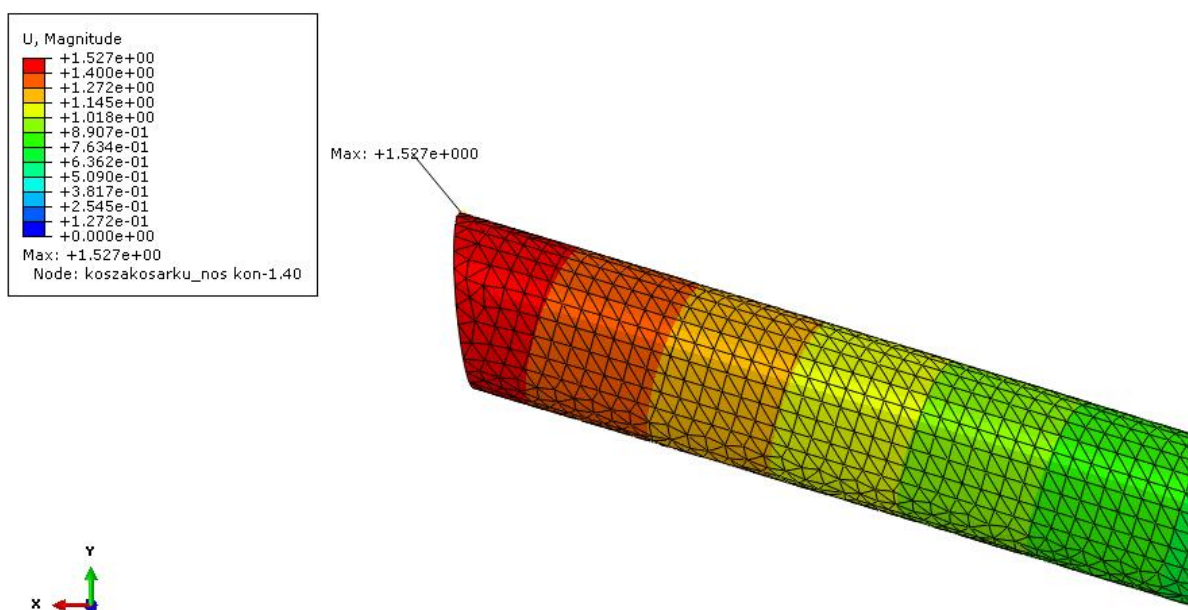 U, Magnitude
+1.527e+00
+1.400e+00
+1.272e+00
+1.145e+00
+1.018e+00
+8.907e-01
+7.634e-01
+6.362e-01
+5.090e-01
+3.817e-01
+2.545e-01
+1.272e-01
+0.000e+00
Max: +1.527e+00
Node: koszakosarku_nos kon-1.40
Max: +1.527e+000
Y
X